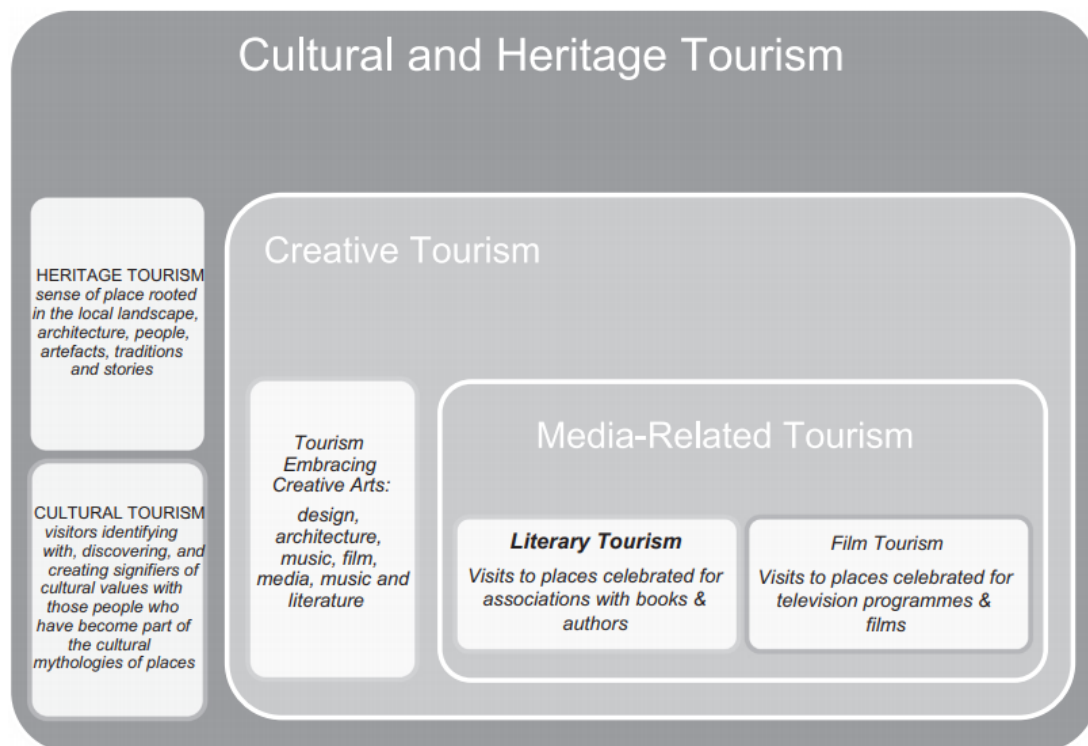 Cultural and Heritage Tourism
HERITAGE TOURISM
sense of place rooted
in the local landscape,
architecture, people,
artefacts, traditions
and stories
CULTURAL TOURISM
visitors identifying
with, discovering, and
creating signifiers of
cultural values with
those people who
have become part of
the cultural
mythologies of places
Creative Tourism
Tourism
Embracing
Creative Arts:
design,
architecture,
music, film,
media, music and
literature
Media-Related Tourism
Literary Tourism
Visits to places celebrated for
associations with books &
authors
Film Tourism
Visits to places celebrated for
television programmes &
films